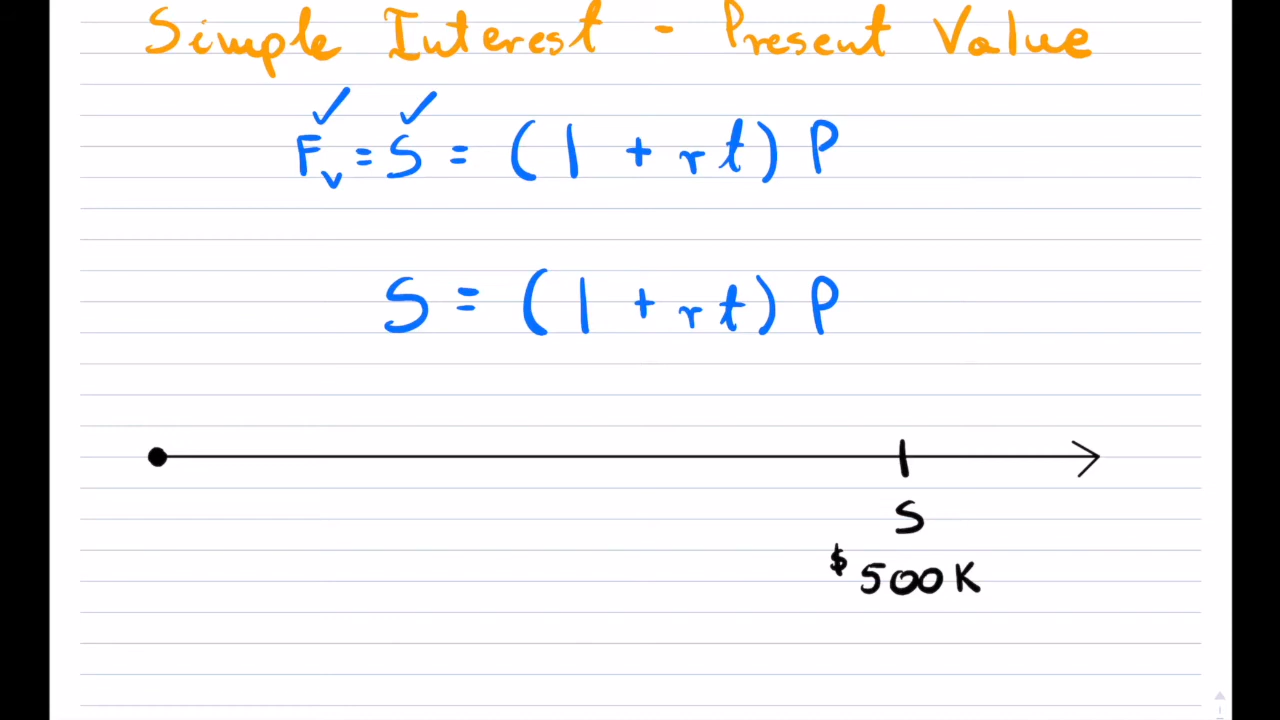 Simple Interest - Present Value
Fv = S = (1 + rt) P
S = (1 + rt) P
S
$500K